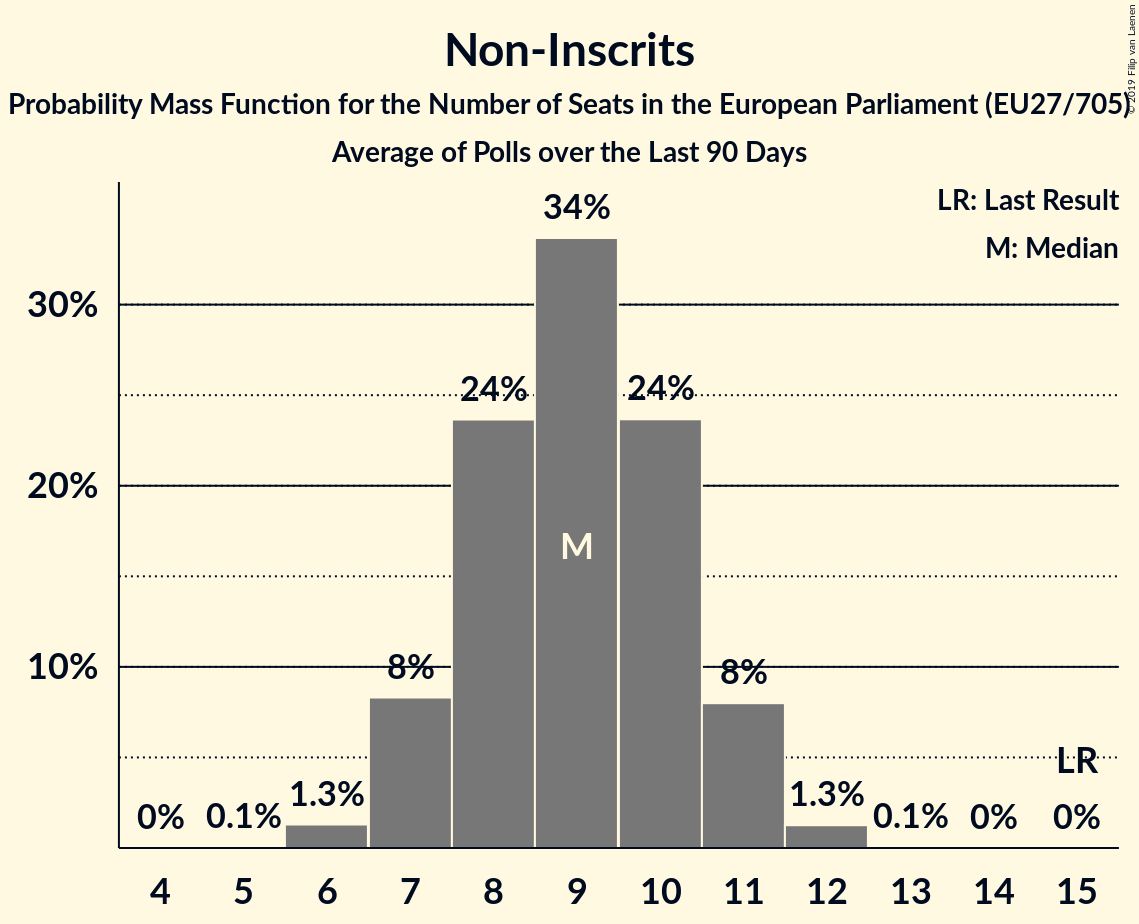 Non-Inscrits
Probability Mass Function for the Number of Seats in the European Parliament (EU27/705)
Average of Polls over the Last 90 Days
© 2019 Filip van Laenen
LR: Last Result
M: Median
34%
30%
24%
24%
20%
M
10%
8%
8%
LR
0%
0.1%
1.3%
1.3%
0.1%
0%
0%
4 5 6 7 8 9 10 11 12 13 14 15